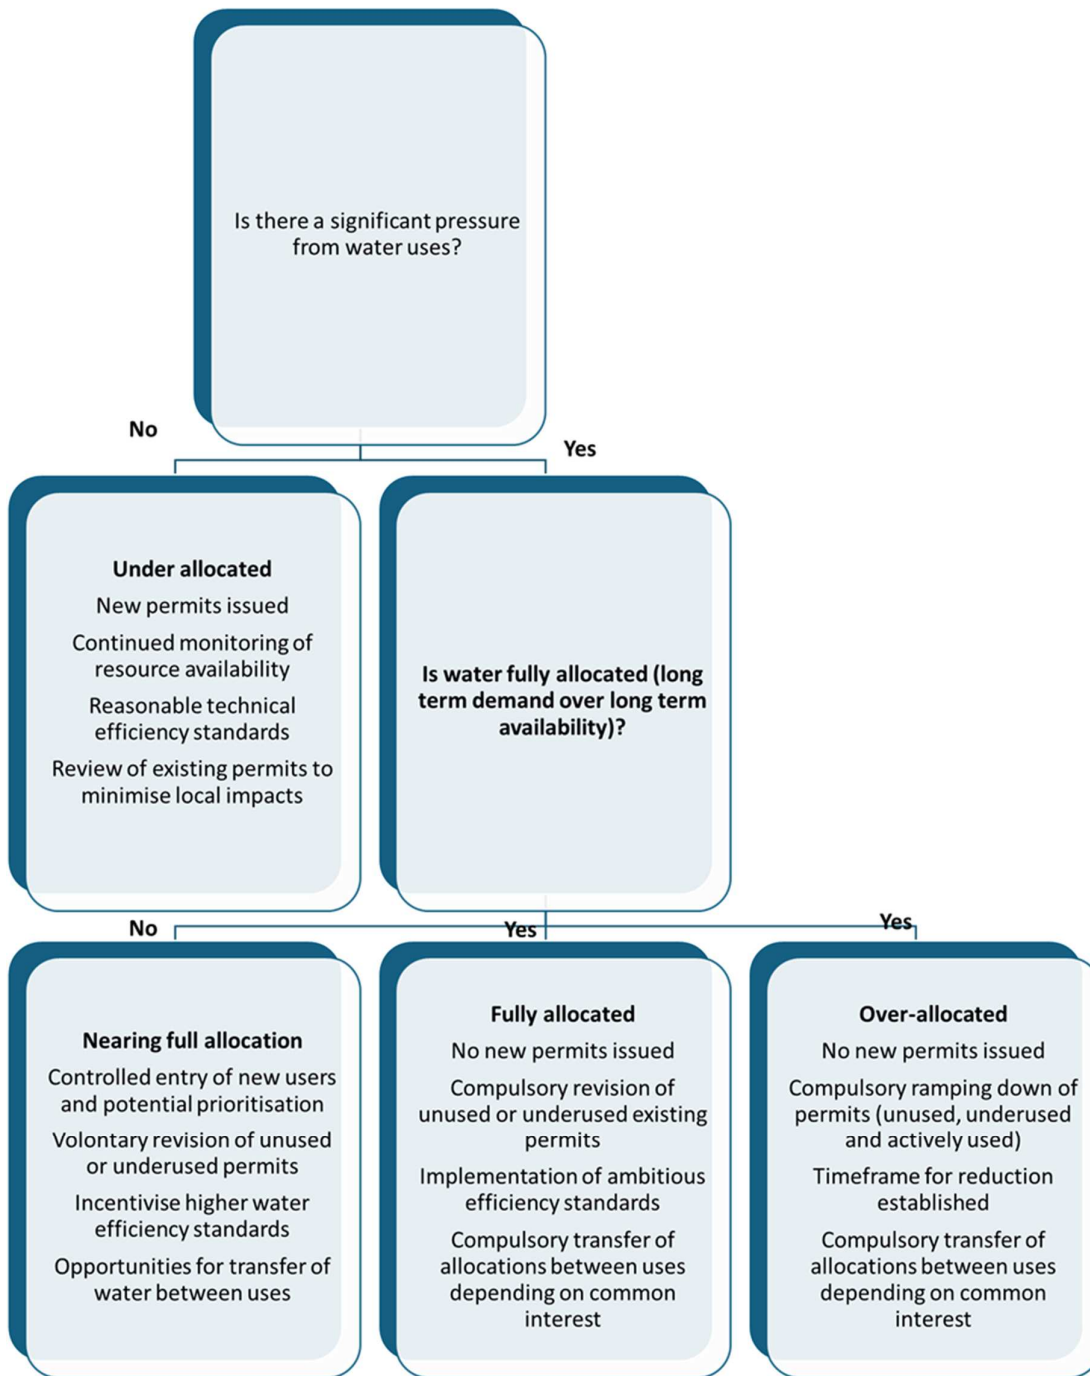 Is there a significant pressure
from water uses?
No
Yes
Under allocated
New permits issued
Continued monitoring of
resource availability
Reasonable technical
efficiency standards
Review of existing permits to
minimise local impacts
Is water fully allocated (long
term demand over long term
availability)?
No
Yes
Yes
Nearing full allocation
Controlled entry of new users
and potential prioritisation
Volontary revision of unused
or underused permits
Incentivise higher water
efficiency standards
Opportunities for transfer of
water between uses
Fully allocated
No new permits issued
Compulsory revision of
unused or underused existing
permits
Implementation of ambitious
efficiency standards
Compulsory transfer of
allocations between uses
depending on common
interest
Over-allocated
No new permits issued
Compulsory ramping down of
permits (unused, underused
and actively used)
Timeframe for reduction
established
Compulsory transfer of
allocations between uses
depending on common
interest